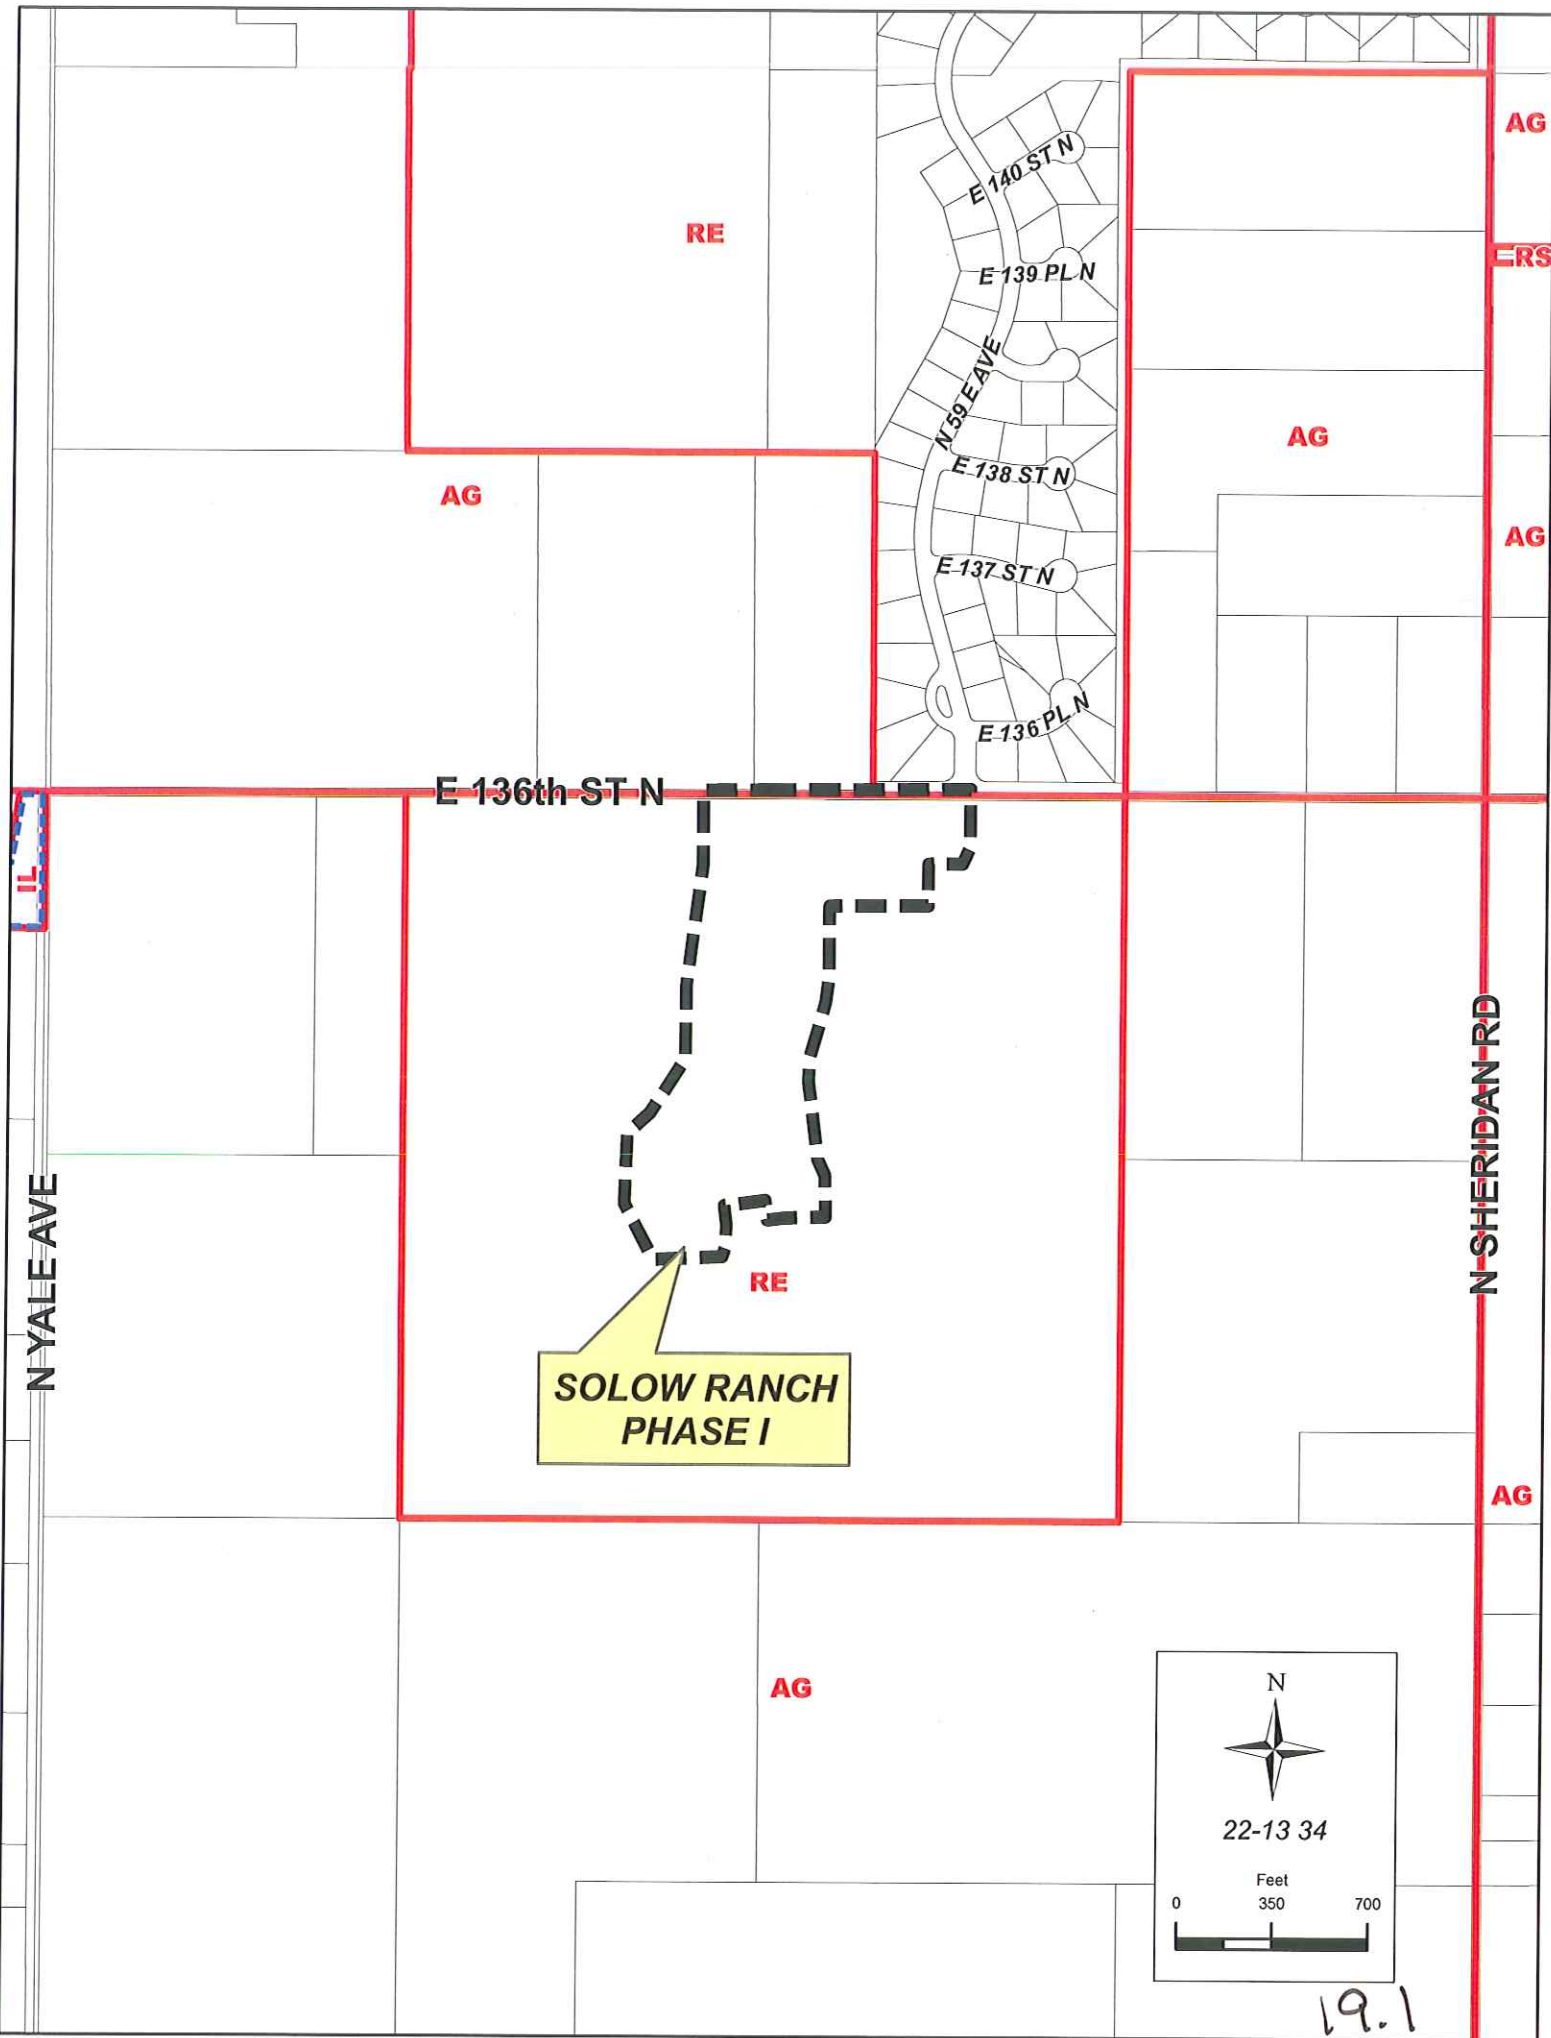 AG
E 140 ST N
RE
ERS
E 139 PL N
N 59 E AVE
AG
E 138 ST N
AG
AG
E 137 ST N
E 136 PL N
E 136th ST N
IL
N SHERIDAN RD
N YALE AVE
RE
SOLOW RANCH
PHASE I
AG
AG
N
22-13 34
Feet
0 350 700
19.1